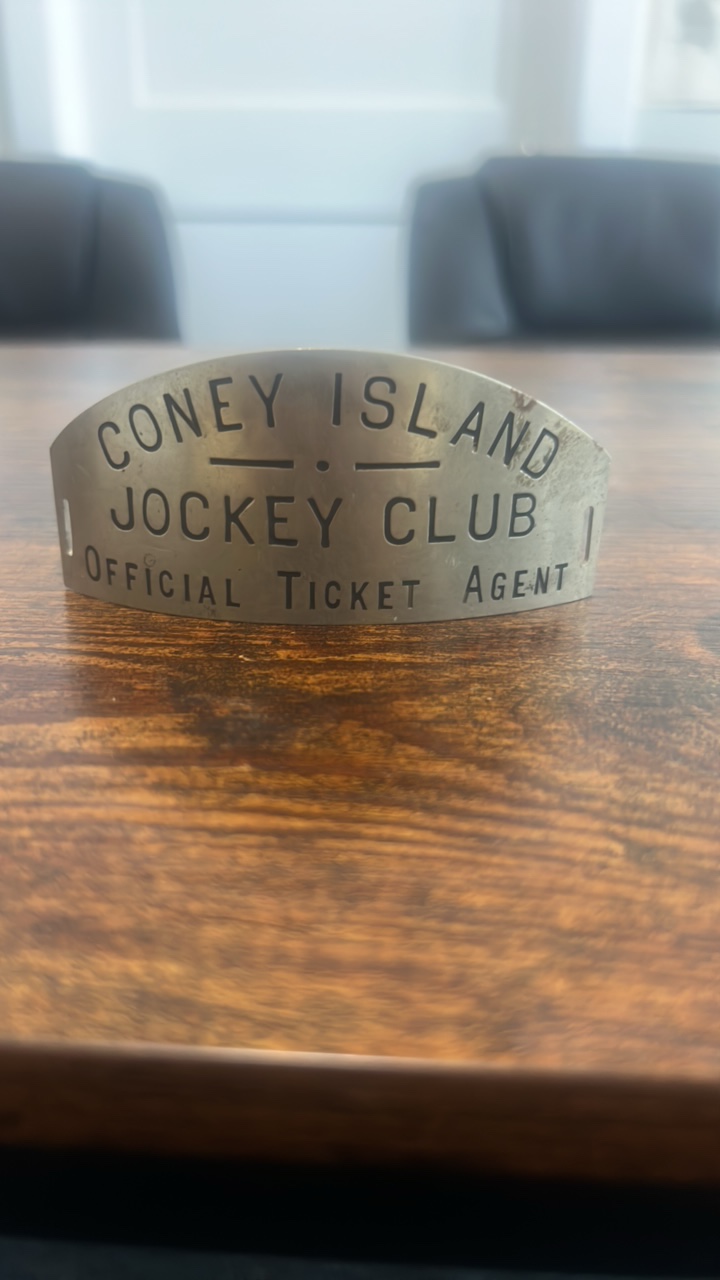 CONEY ISLAND
— · —
JOCKEY CLUB
OFFICIAL TICKET AGENT